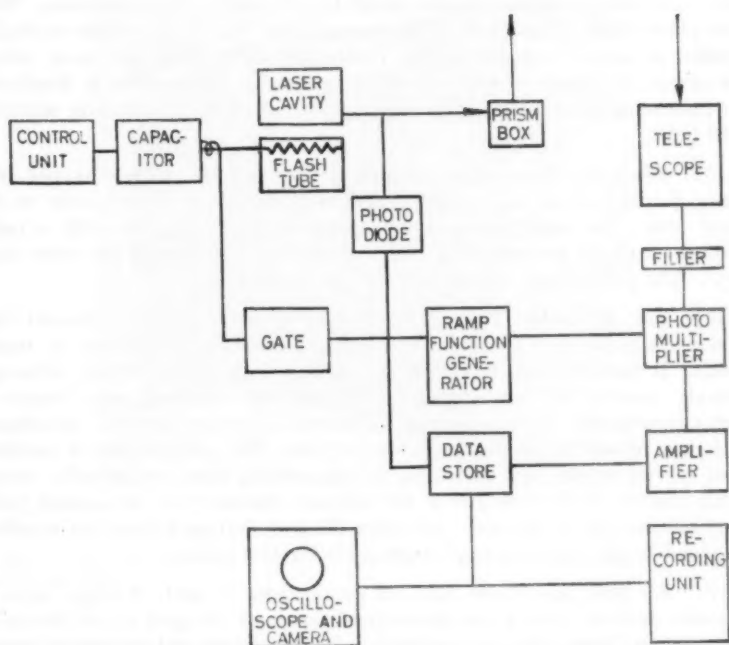 LASER
CAVITY
PRISM
BOX
CONTROL
UNIT
CAPAC-
ITOR
FLASH
TUBE
TELE-
SCOPE
PHOTO
DIODE
FILTER
GATE
RAMP
FUNCTION
GENE-
RATOR
PHOTO
MULTI-
PLIER
DATA
STORE
AMPLI-
FIER
OSCILLO-
SCOPE AND
CAMERA
RE-
CORDING
UNIT